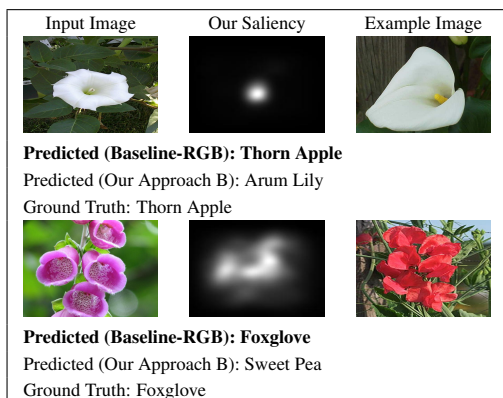 Input Image Our Saliency Example Image
Predicted (Baseline-RGB): Thorn Apple
Predicted (Our Approach B): Arum Lily
Ground Truth: Thorn Apple
Predicted (Baseline-RGB): Foxglove
Predicted (Our Approach B): Sweet Pea
Ground Truth: Foxglove